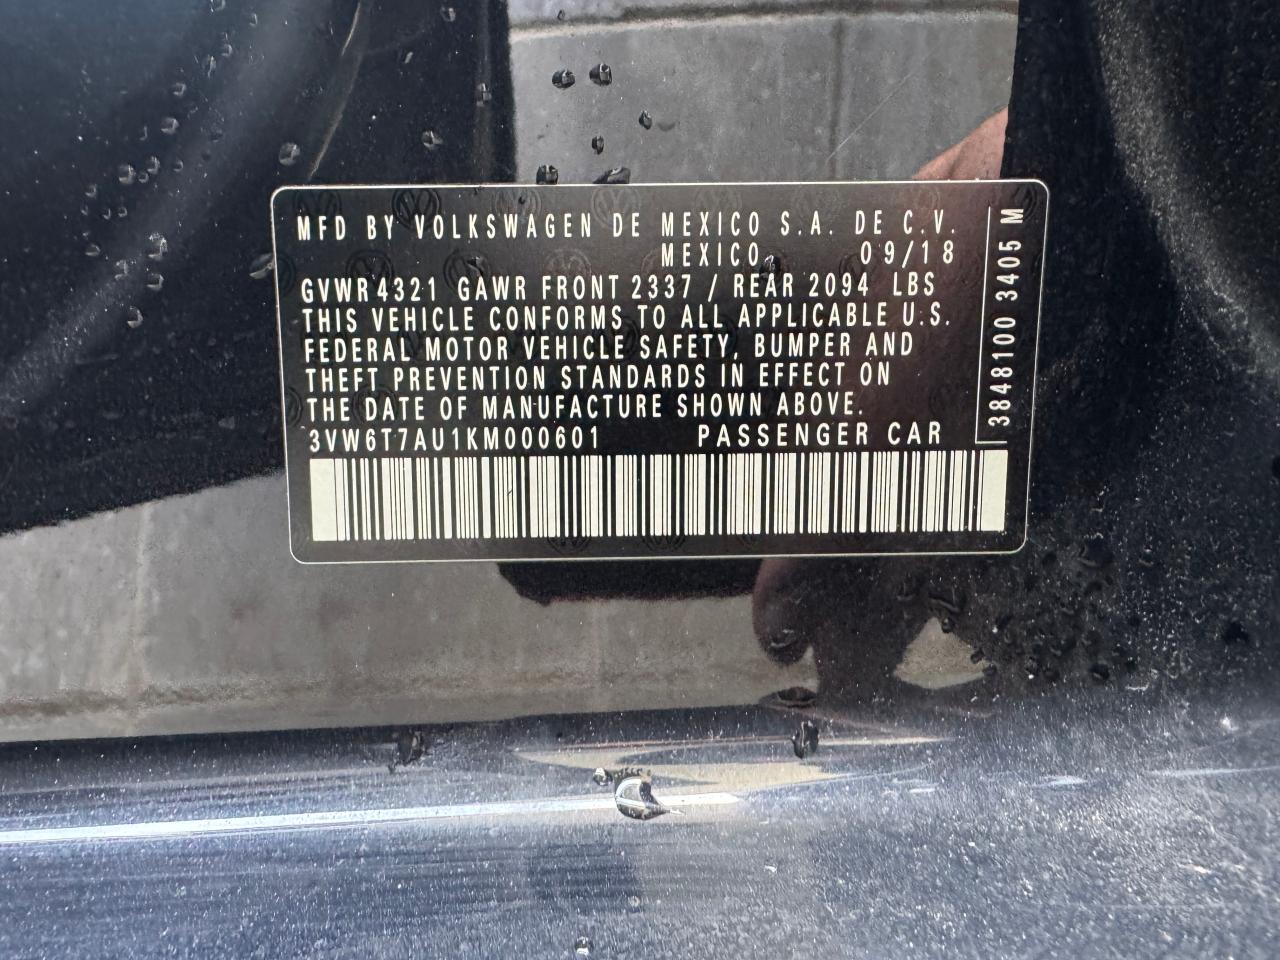 MFD BY VOLKSWAGEN DE MEXICO S.A. DE C.V.
MEXICO, 09/18
GVWR 4321 GAWR FRONT 2337 / REAR 2094 LBS
THIS VEHICLE CONFORMS TO ALL APPLICABLE U.S.
FEDERAL MOTOR VEHICLE SAFETY, BUMPER AND
THEFT PREVENTION STANDARDS IN EFFECT ON
THE DATE OF MANUFACTURE SHOWN ABOVE.
3VW6T7AU1KM000601 PASSENGER CAR
3848100 3405 M